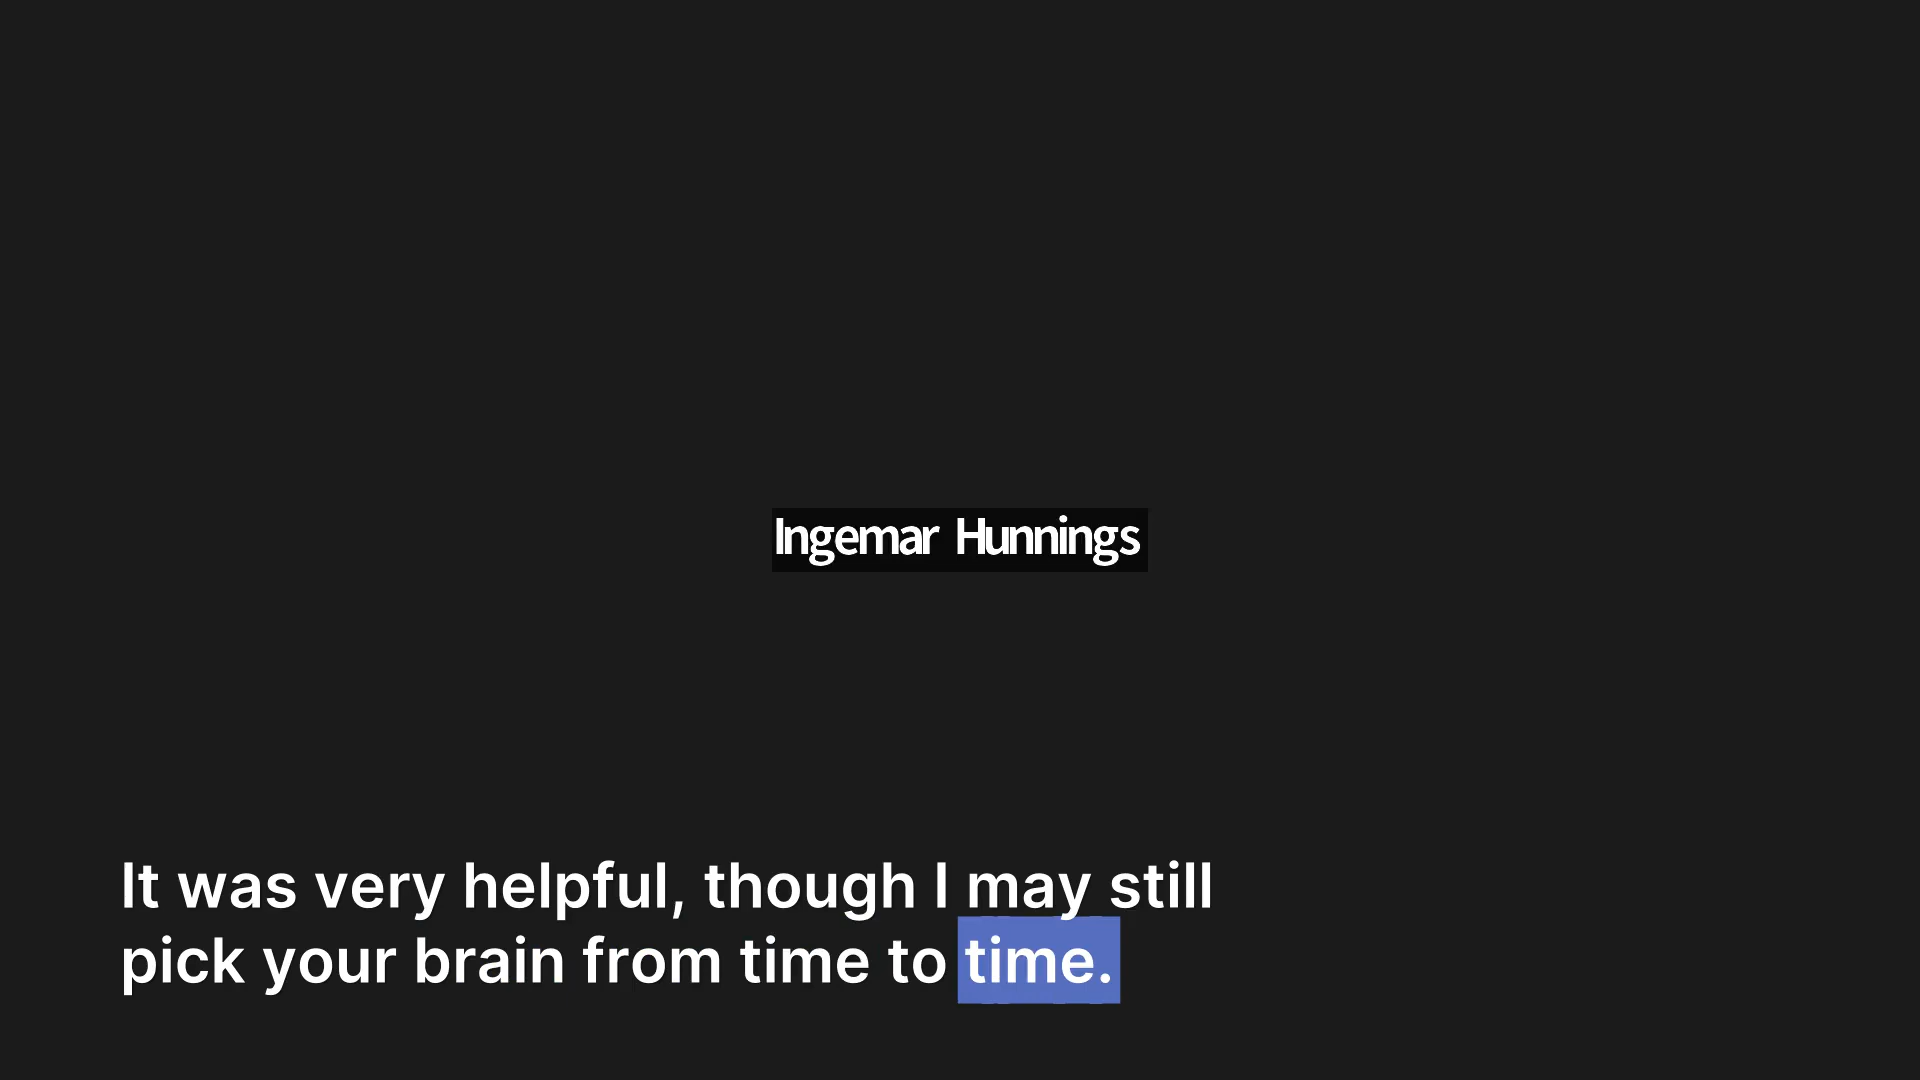 Ingemar Hunnings
It was very helpful, though I may still
pick your brain from time to time.